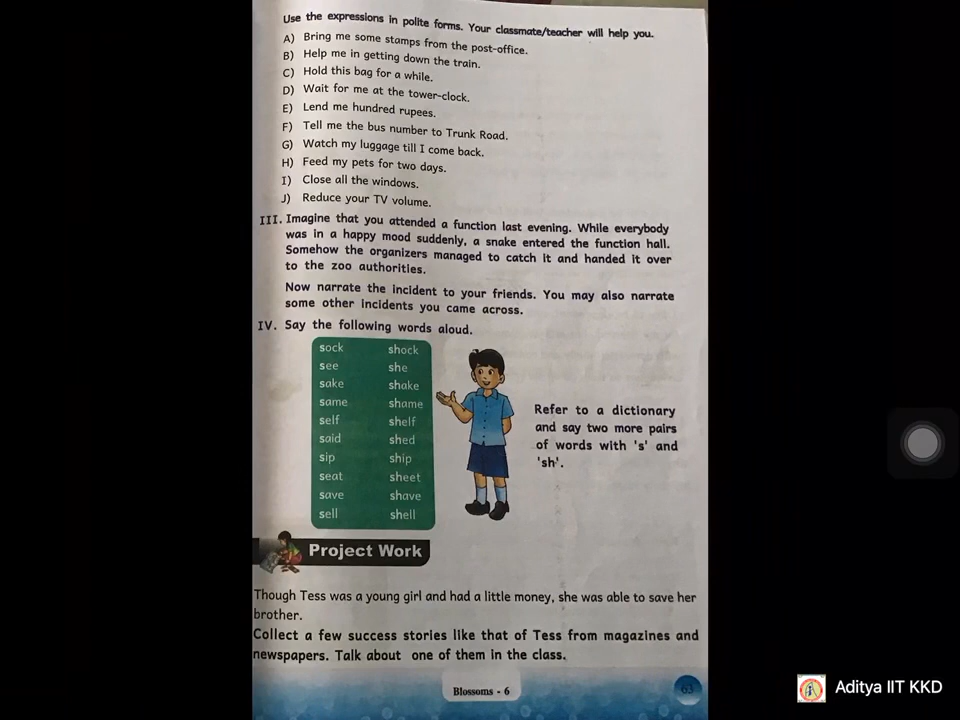 Use the expressions in polite forms. Your classmate/teacher will help you.
A) Bring me some stamps from the post-office.
B) Help me in getting down the train.
C) Hold this bag for a while.
D) Wait for me at the tower-clock.
E) Lend me hundred rupees.
F) Tell me the bus number to Trunk Road.
G) Watch my luggage till I come back.
H) Feed my pets for two days.
I) Close all the windows.
J) Reduce your TV volume.
III. Imagine that you attended a function last evening. While everybody
was in a happy mood suddenly, a snake entered the function hall.
Somehow the organizers managed to catch it and handed it over
to the zoo authorities.
Now narrate the incident to your friends. You may also narrate
some other incidents you came across.
IV. Say the following words aloud.
sock shock
see she
sake shake
same shame
self shelf
said shed
sip ship
seat sheet
save shave
sell shell
Refer to a dictionary
and say two more pairs
of words with 's' and
'sh'.
Project Work
Though Tess was a young girl and had a little money, she was able to save her
brother.
Collect a few success stories like that of Tess from magazines and
newspapers. Talk about one of them in the class.
Blossoms - 6
63
Aditya IIT KKD